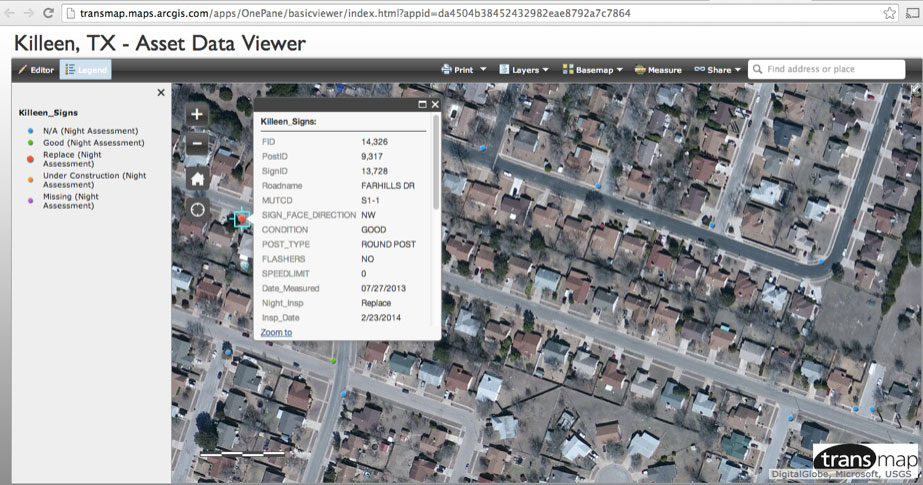 transmap.maps.arcgis.com/apps/OnePane/basicviewer/index.html?appid=da4504b38452432982eae8792a7c7864
Killeen, TX - Asset Data Viewer
Editor Legend Print Layers Basemap Measure Share Find address or place
Killeen_Signs
N/A (Night Assessment)
Good (Night Assessment)
Replace (Night
Assessment)
Under Construction (Night
Assessment)
Missing (Night
Assessment)
Killeen_Signs:
FID 14,326
PostID 9,317
SignID 13,728
Roadname FARHILLS DR
MUTCD S1-1
SIGN_FACE_DIRECTION NW
CONDITION GOOD
POST_TYPE ROUND POST
FLASHERS NO
SPEEDLIMIT 0
Date_Measured 07/27/2013
Night_Insp Replace
Insp_Date 2/23/2014
Zoom to
transmap
DigitalGlobe, Microsoft, USGS